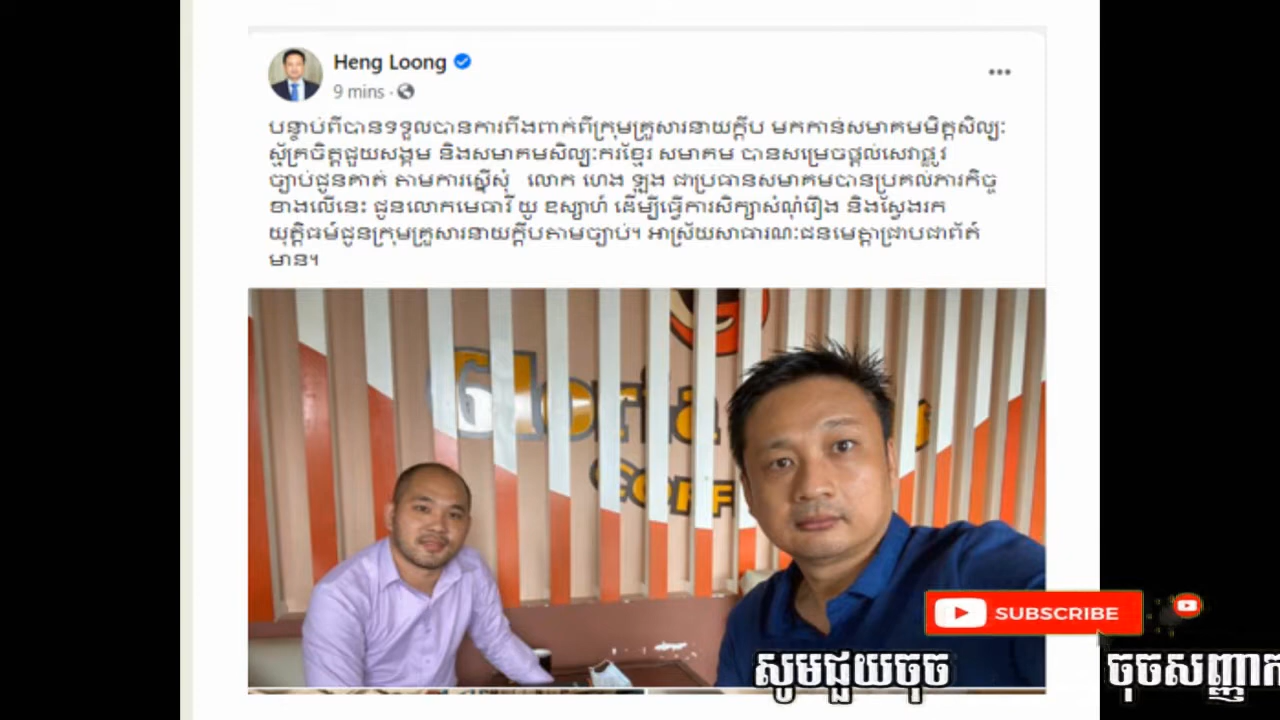 Heng Loong
9 mins ·
បន្ទាប់ពីបានទទួលបានការពឹងពាក់ពីក្រុមគ្រួសារនាយក្ដីប មកកាន់សមាគមមិត្តសិល្បៈ
ស្ម័គ្រចិត្តជួយសង្គម និងសមាគមសិល្បៈករខ្មែរ សមាគម បានសម្រេចផ្ដល់សេវាផ្លូវ
ច្បាប់ជូនគាត់ តាមការស្នើសុំ លោក ហេង ឡុង ជាប្រធានសមាគមបានប្រគល់ភារកិច្ច
ខាងលើនេះ ជូនលោកមេធាវី យូ ឧស្សាហ៍ ដើម្បីធ្វើការសិក្សាសំណុំរឿង និងស្វែងរក
យុត្តិធម៌ជូនក្រុមគ្រួសារនាយក្ដីបតាមច្បាប់។ អាស្រ័យសាធារណៈជនមេត្តាជ្រាបជាព័ត៌
មាន។
Gloria
COFF
SUBSCRIBE
សូមជួយចុច ចុចសញ្ញាក